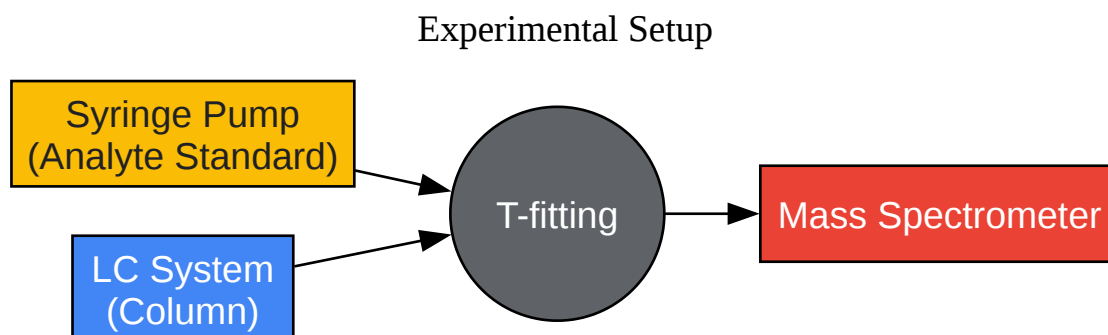 Experimental Setup
Syringe Pump
(Analyte Standard)
LC System
(Column)
T-fitting
Mass Spectrometer